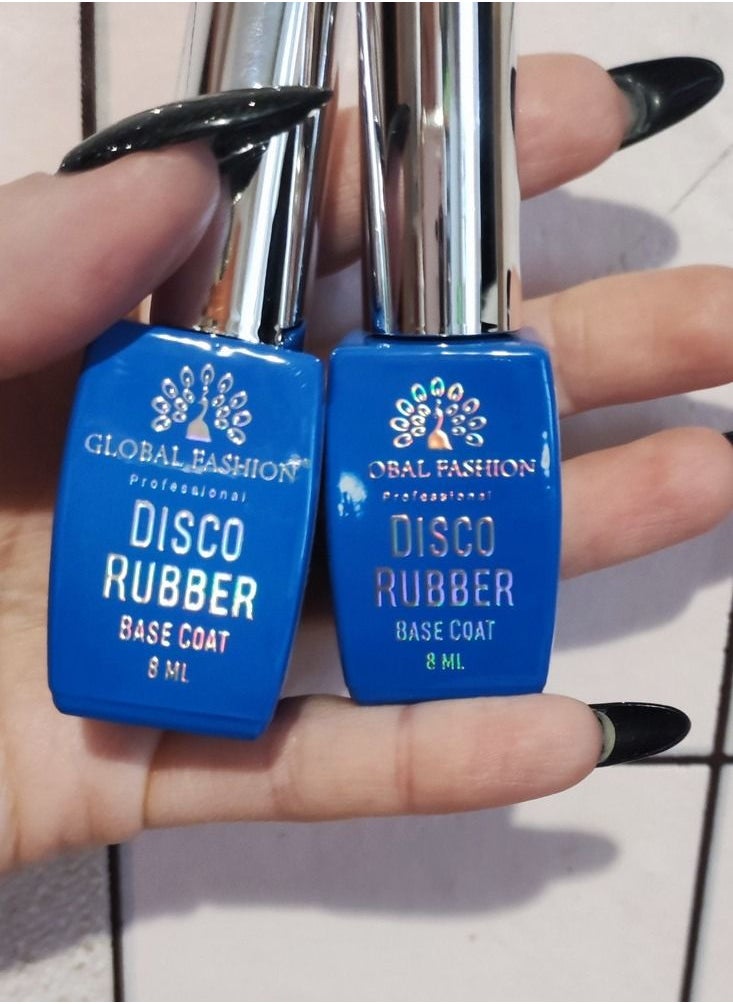 GLOBAL FASHION
Professional
DISCO
RUBBER
BASE COAT
8 ML
OBAL FASHION
Professional
DISCO
RUBBER
BASE COAT
8 ML